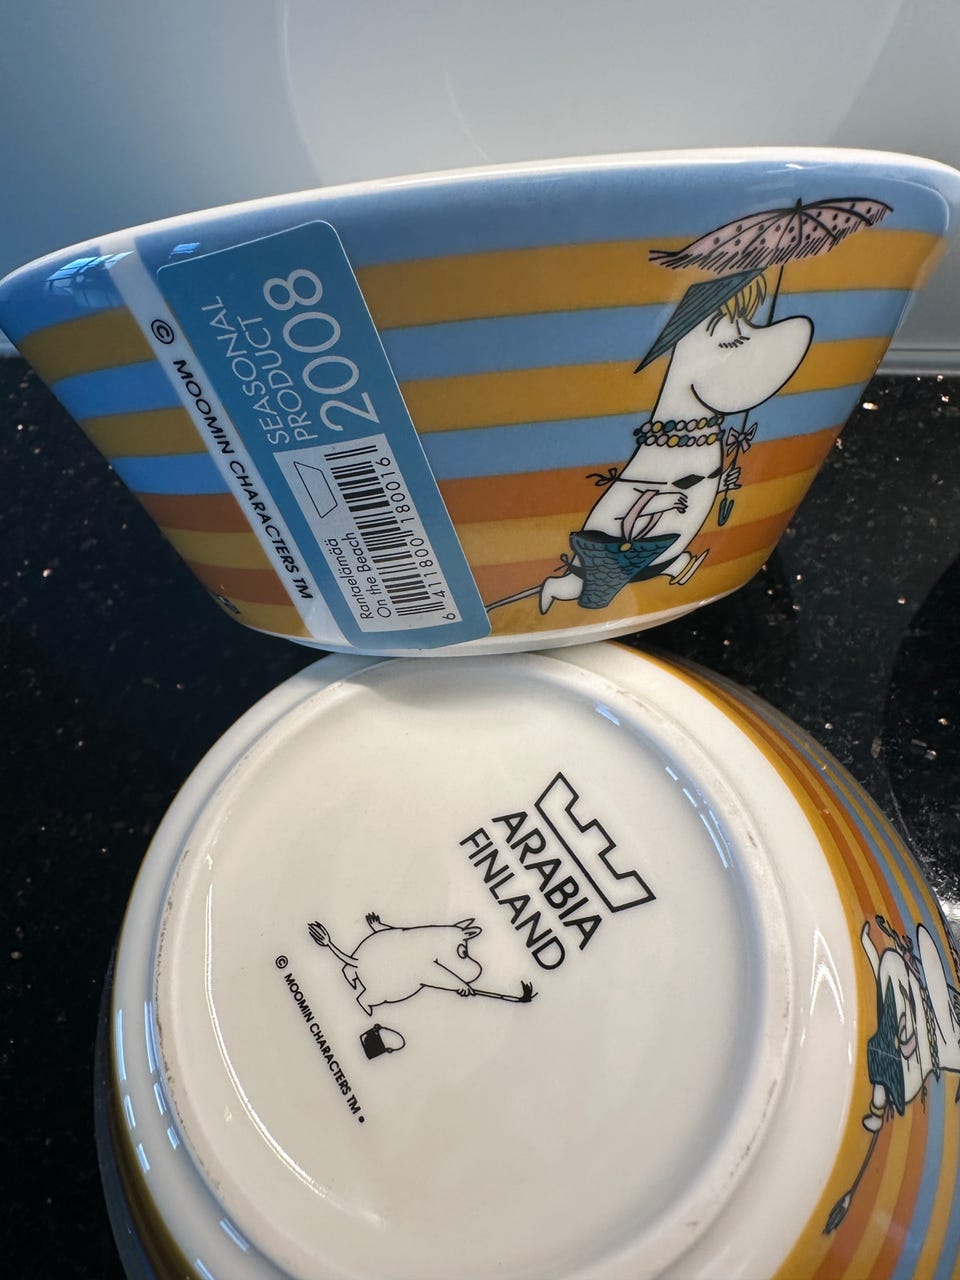 © MOOMIN CHARACTERS TM
SEASONAL
PRODUCT
2008
Rantaelämää
On the Beach
6 411800 180016
ARABIA
FINLAND
© MOOMIN CHARACTERS TM